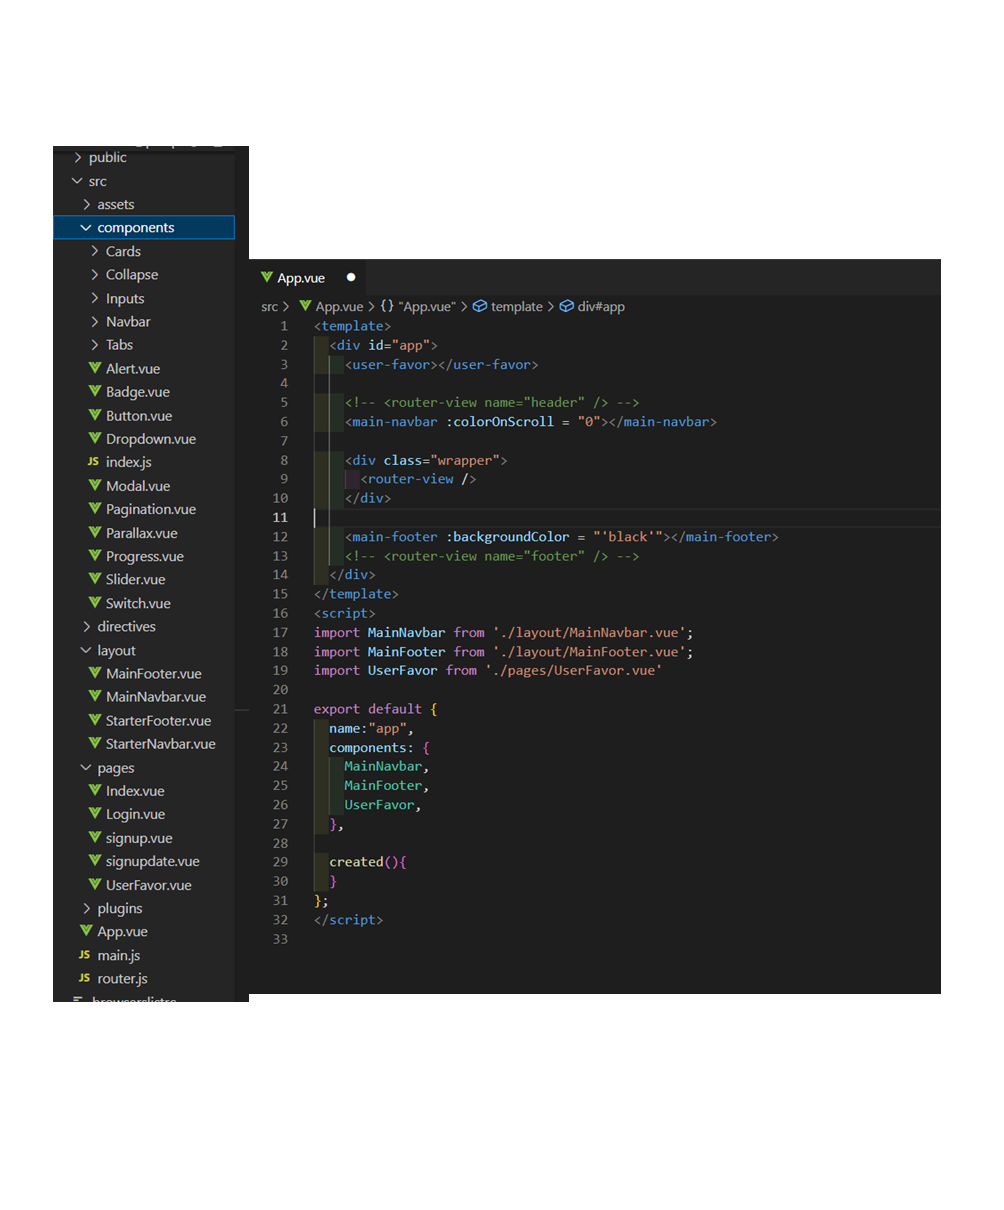 public
src
assets
components
Cards
Collapse
Inputs
Navbar
Tabs
Alert.vue
Badge.vue
Button.vue
Dropdown.vue
JS index.js
Modal.vue
Pagination.vue
Parallax.vue
Progress.vue
Slider.vue
Switch.vue
directives
layout
MainFooter.vue
MainNavbar.vue
StarterFooter.vue
StarterNavbar.vue
pages
Index.vue
Login.vue
signup.vue
signupdate.vue
UserFavor.vue
plugins
App.vue
JS main.js
JS router.js
App.vue ●
src > App.vue > {} "App.vue" > template > div#app
1 <template>
2 <div id="app">
3 <user-favor></user-favor>
4
5 <!-- <router-view name="header" /> -->
6 <main-navbar :colorOnScroll = "0"></main-navbar>
7
8 <div class="wrapper">
9 <router-view />
10 </div>
11
12 <main-footer :backgroundColor = "'black'"></main-footer>
13 <!-- <router-view name="footer" /> -->
14 </div>
15 </template>
16 <script>
17 import MainNavbar from './layout/MainNavbar.vue';
18 import MainFooter from './layout/MainFooter.vue';
19 import UserFavor from './pages/UserFavor.vue'
20
21 export default {
22 name:"app",
23 components: {
24 MainNavbar,
25 MainFooter,
26 UserFavor,
27 },
28
29 created(){
30 }
31 };
32 </script>
33